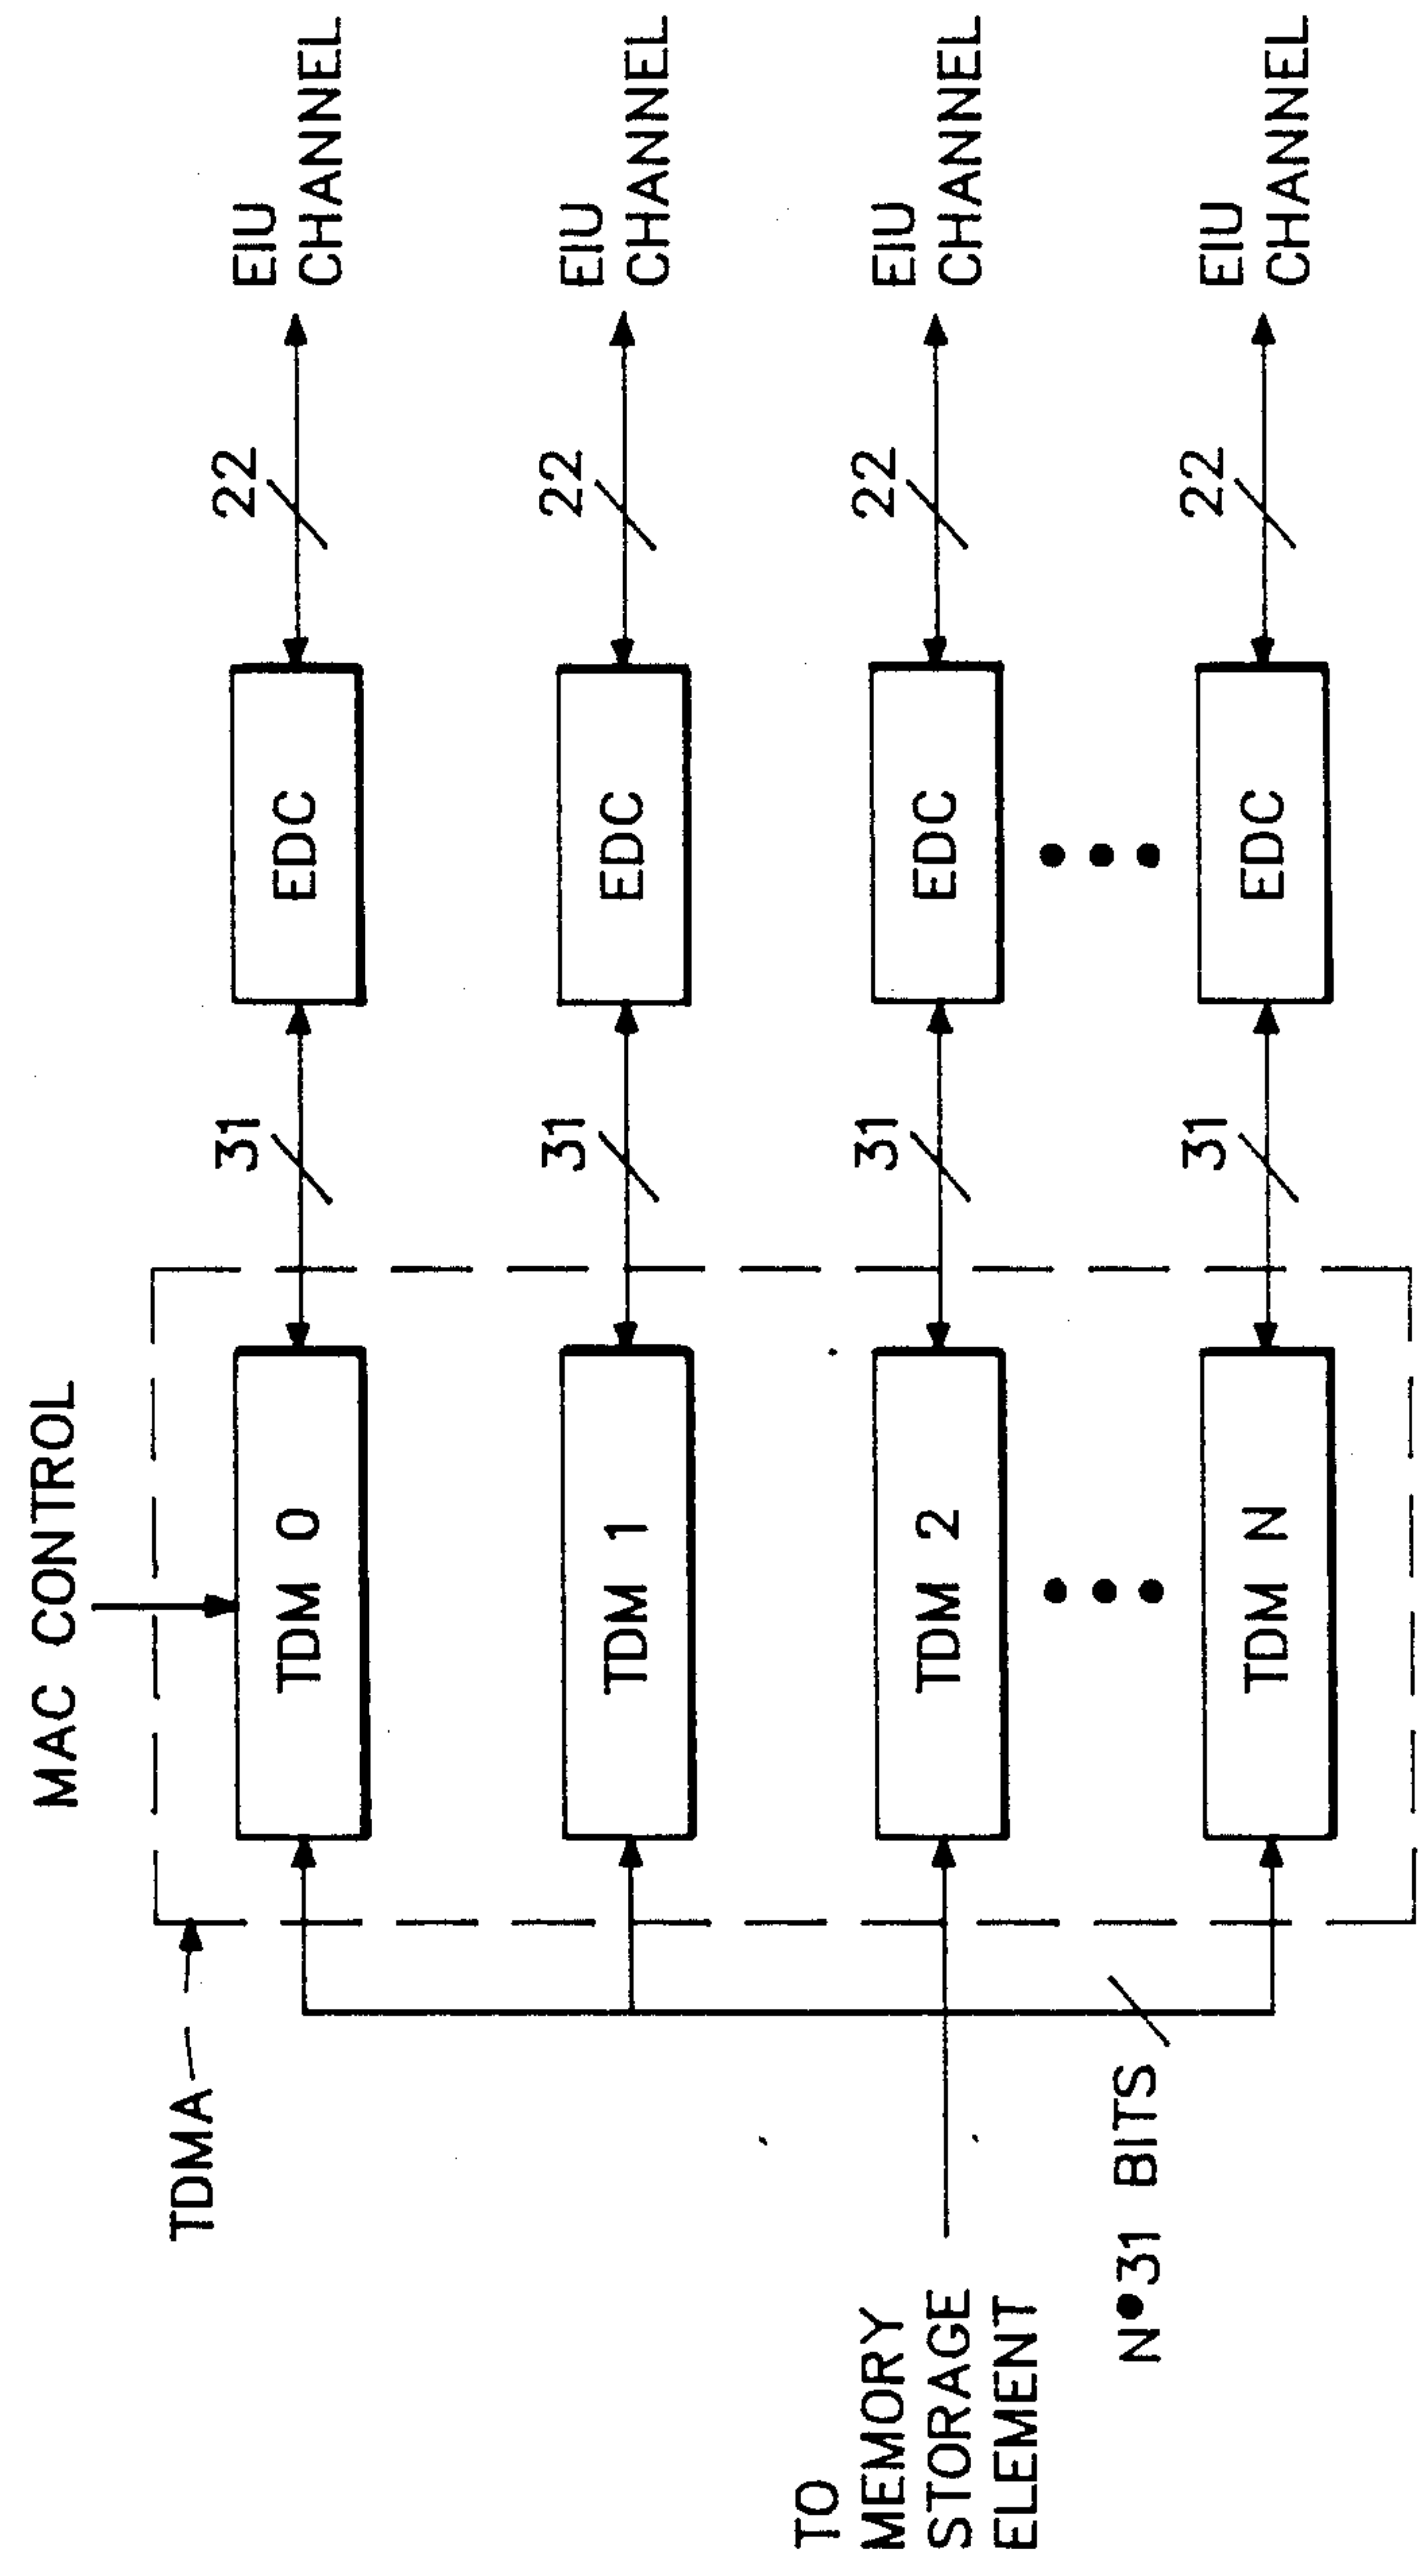 MAC CONTROL
TDMA
TDM 0
31
EDC
22
EIU
CHANNEL
TDM 1
31
EDC
22
EIU
CHANNEL
TDM 2
31
EDC
22
EIU
CHANNEL
TDM N
31
EDC
22
EIU
CHANNEL
TO
MEMORY
STORAGE
ELEMENT
N•31 BITS